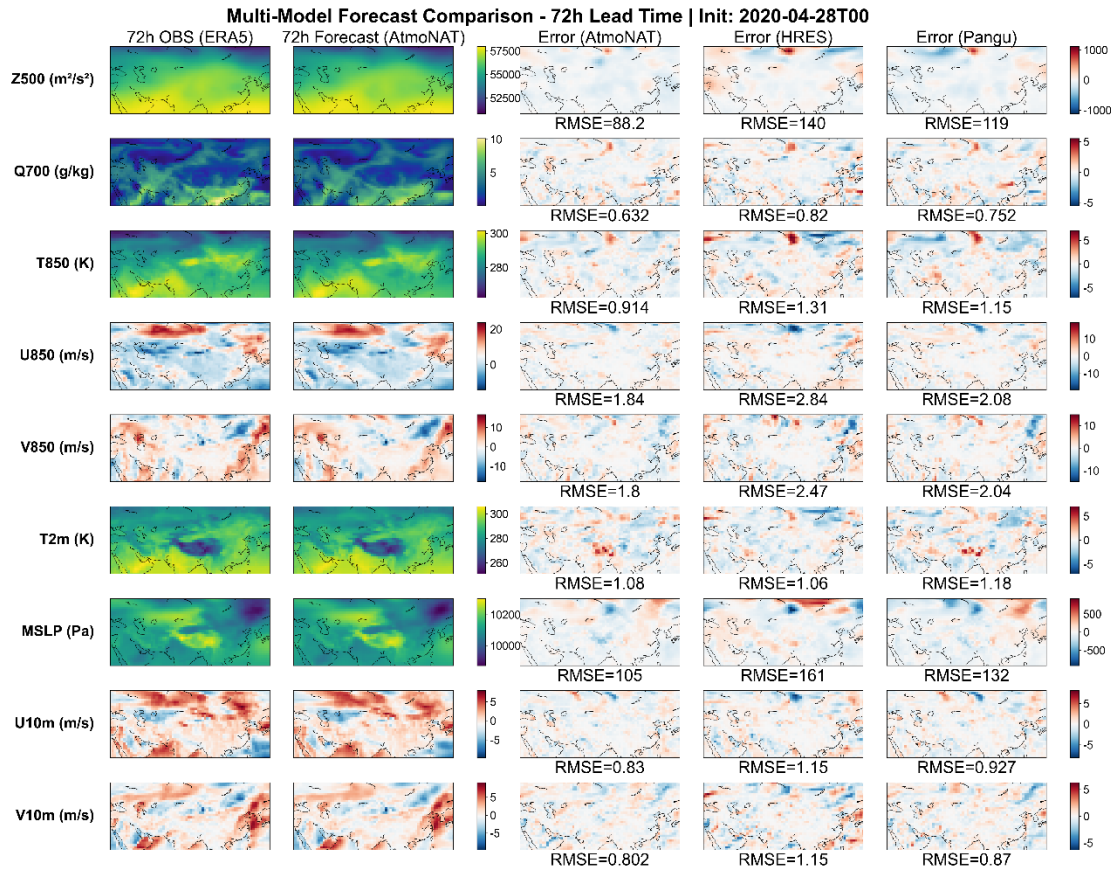 Multi-Model Forecast Comparison - 72h Lead Time | Init: 2020-04-28T00
72h OBS (ERA5) 72h Forecast (AtmoNAT) Error (AtmoNAT) Error (HRES) Error (Pangu)
Z500 (m²/s²)
57500
55000
52500
1000
0
-1000
RMSE=88.2 RMSE=140 RMSE=119
Q700 (g/kg)
10
5
5
0
-5
RMSE=0.632 RMSE=0.82 RMSE=0.752
T850 (K)
300
280
260
5
0
-5
RMSE=0.914 RMSE=1.31 RMSE=1.15
U850 (m/s)
20
10
0
-10
10
0
-10
RMSE=1.84 RMSE=2.84 RMSE=2.08
V850 (m/s)
10
0
-10
10
0
-10
RMSE=1.8 RMSE=2.47 RMSE=2.04
T2m (K)
300
275
250
5
0
-5
RMSE=1.08 RMSE=1.06 RMSE=1.18
MSLP (Pa)
10200
10000
500
0
-500
RMSE=105 RMSE=161 RMSE=132
U10m (m/s)
5
0
-5
5
0
-5
RMSE=0.83 RMSE=1.15 RMSE=0.927
V10m (m/s)
5
0
-5
5
0
-5
RMSE=0.802 RMSE=1.15 RMSE=0.87